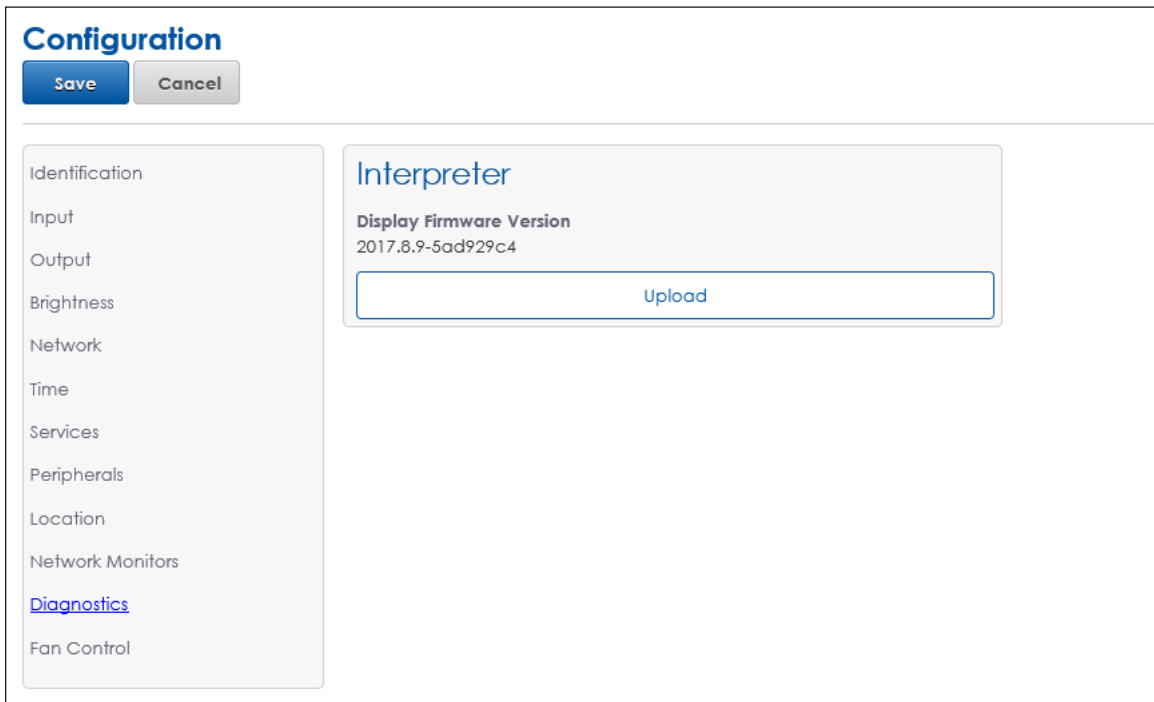 Configuration
Save
Cancel
Identification
Input
Output
Brightness
Network
Time
Services
Peripherals
Location
Network Monitors
Diagnostics
Fan Control
Interpreter
Display Firmware Version
2017.8.9-5ad929c4
Upload